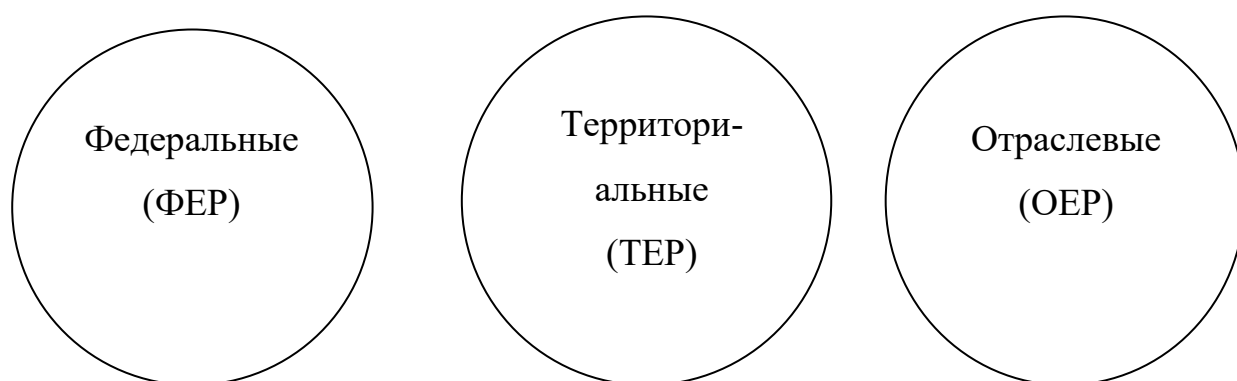 Федеральные
(ФЕР)
Территори-
альные
(ТЕР)
Отраслевые
(ОЕР)